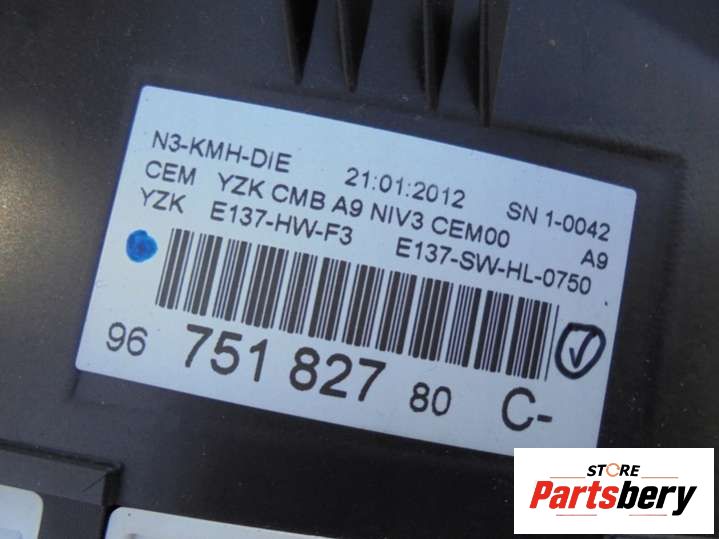 N3-KMH-DIE 21:01:2012 SN 1-0042
CEM YZK CMB A9 NIV3 CEM00 A9
YZK E137-HW-F3 E137-SW-HL-0750
96 751 827 80 C-
STORE
Partsbery